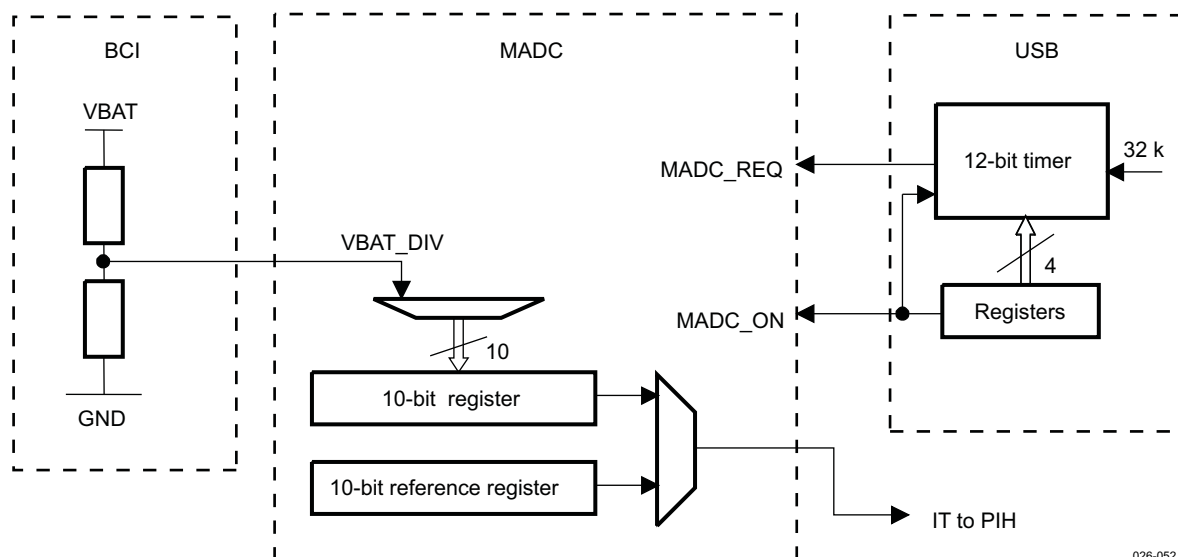 BCI
MADC
USB
VBAT
12-bit timer
32 k
MADC_REQ
VBAT_DIV
4
MADC_ON
Registers
10
10-bit register
GND
10-bit reference register
IT to PIH
026-052